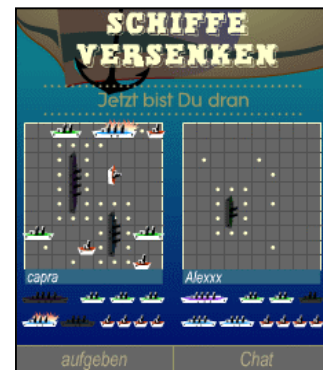 SCHIFFE
VERSENKEN
Jetzt bist Du dran
capra
Alexxx
aufgeben
Chat